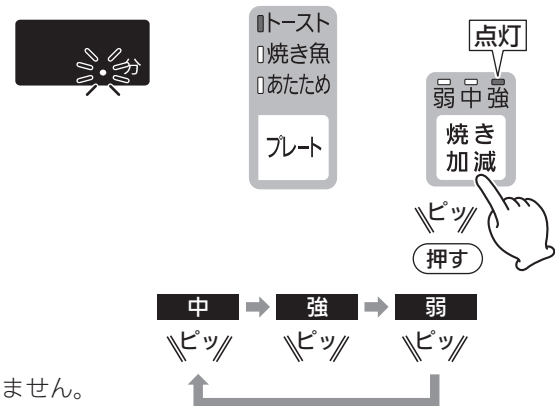 分
トースト
焼き魚
あたため
プレート
点灯
弱 中 強
焼き
加減
ピッ
押す
中 強 弱
ピッ ピッ ピッ
ません。